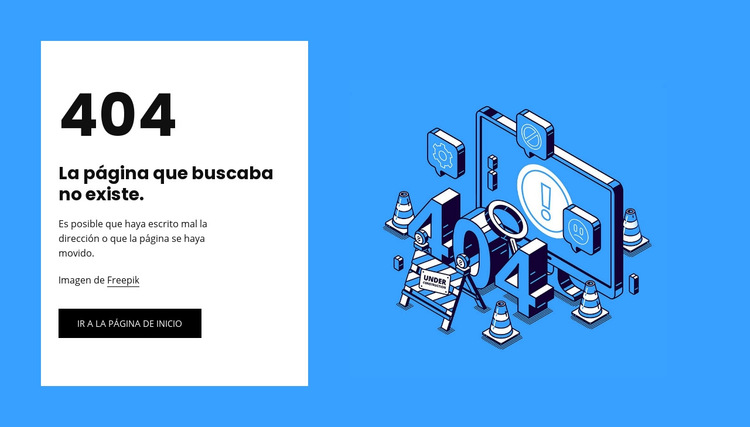 404
La página que buscaba
no existe.
Es posible que haya escrito mal la
dirección o que la página se haya
movido.
Imagen de Freepik
IR A LA PÁGINA DE INICIO
404
UNDER
CONSTRUCTION